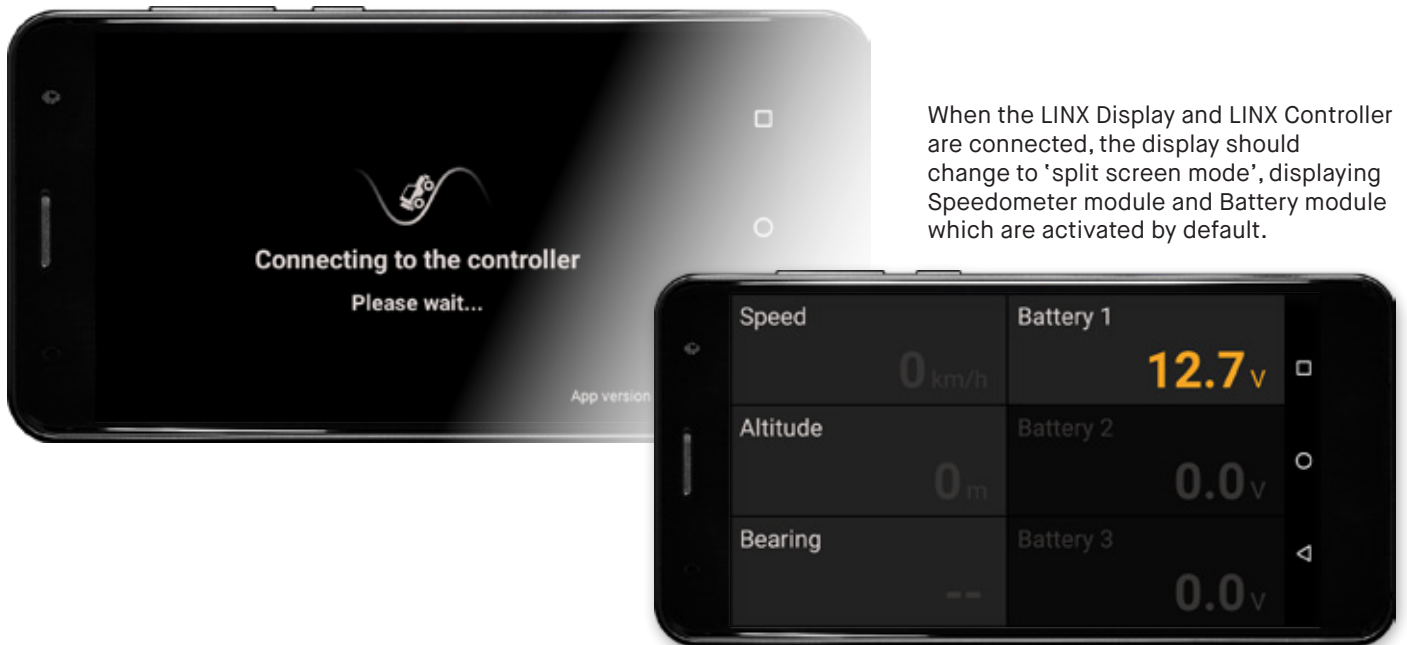 Connecting to the controller
Please wait...
App version
When the LINX Display and LINX Controller
are connected, the display should
change to ‘split screen mode’, displaying
Speedometer module and Battery module
which are activated by default.
Speed
0 km/h
Battery 1
12.7 V
Altitude
0 m
Battery 2
0.0 V
Bearing
--
Battery 3
0.0 V